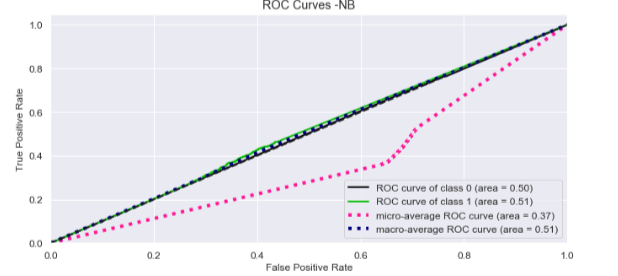 ROC Curves -NB
True Positive Rate
1.0
0.8
0.6
0.4
0.2
0.0
ROC curve of class 0 (area = 0.50)
ROC curve of class 1 (area = 0.51)
micro-average ROC curve (area = 0.37)
macro-average ROC curve (area = 0.51)
0.0 0.2 0.4 0.6 0.8 1.0
False Positive Rate